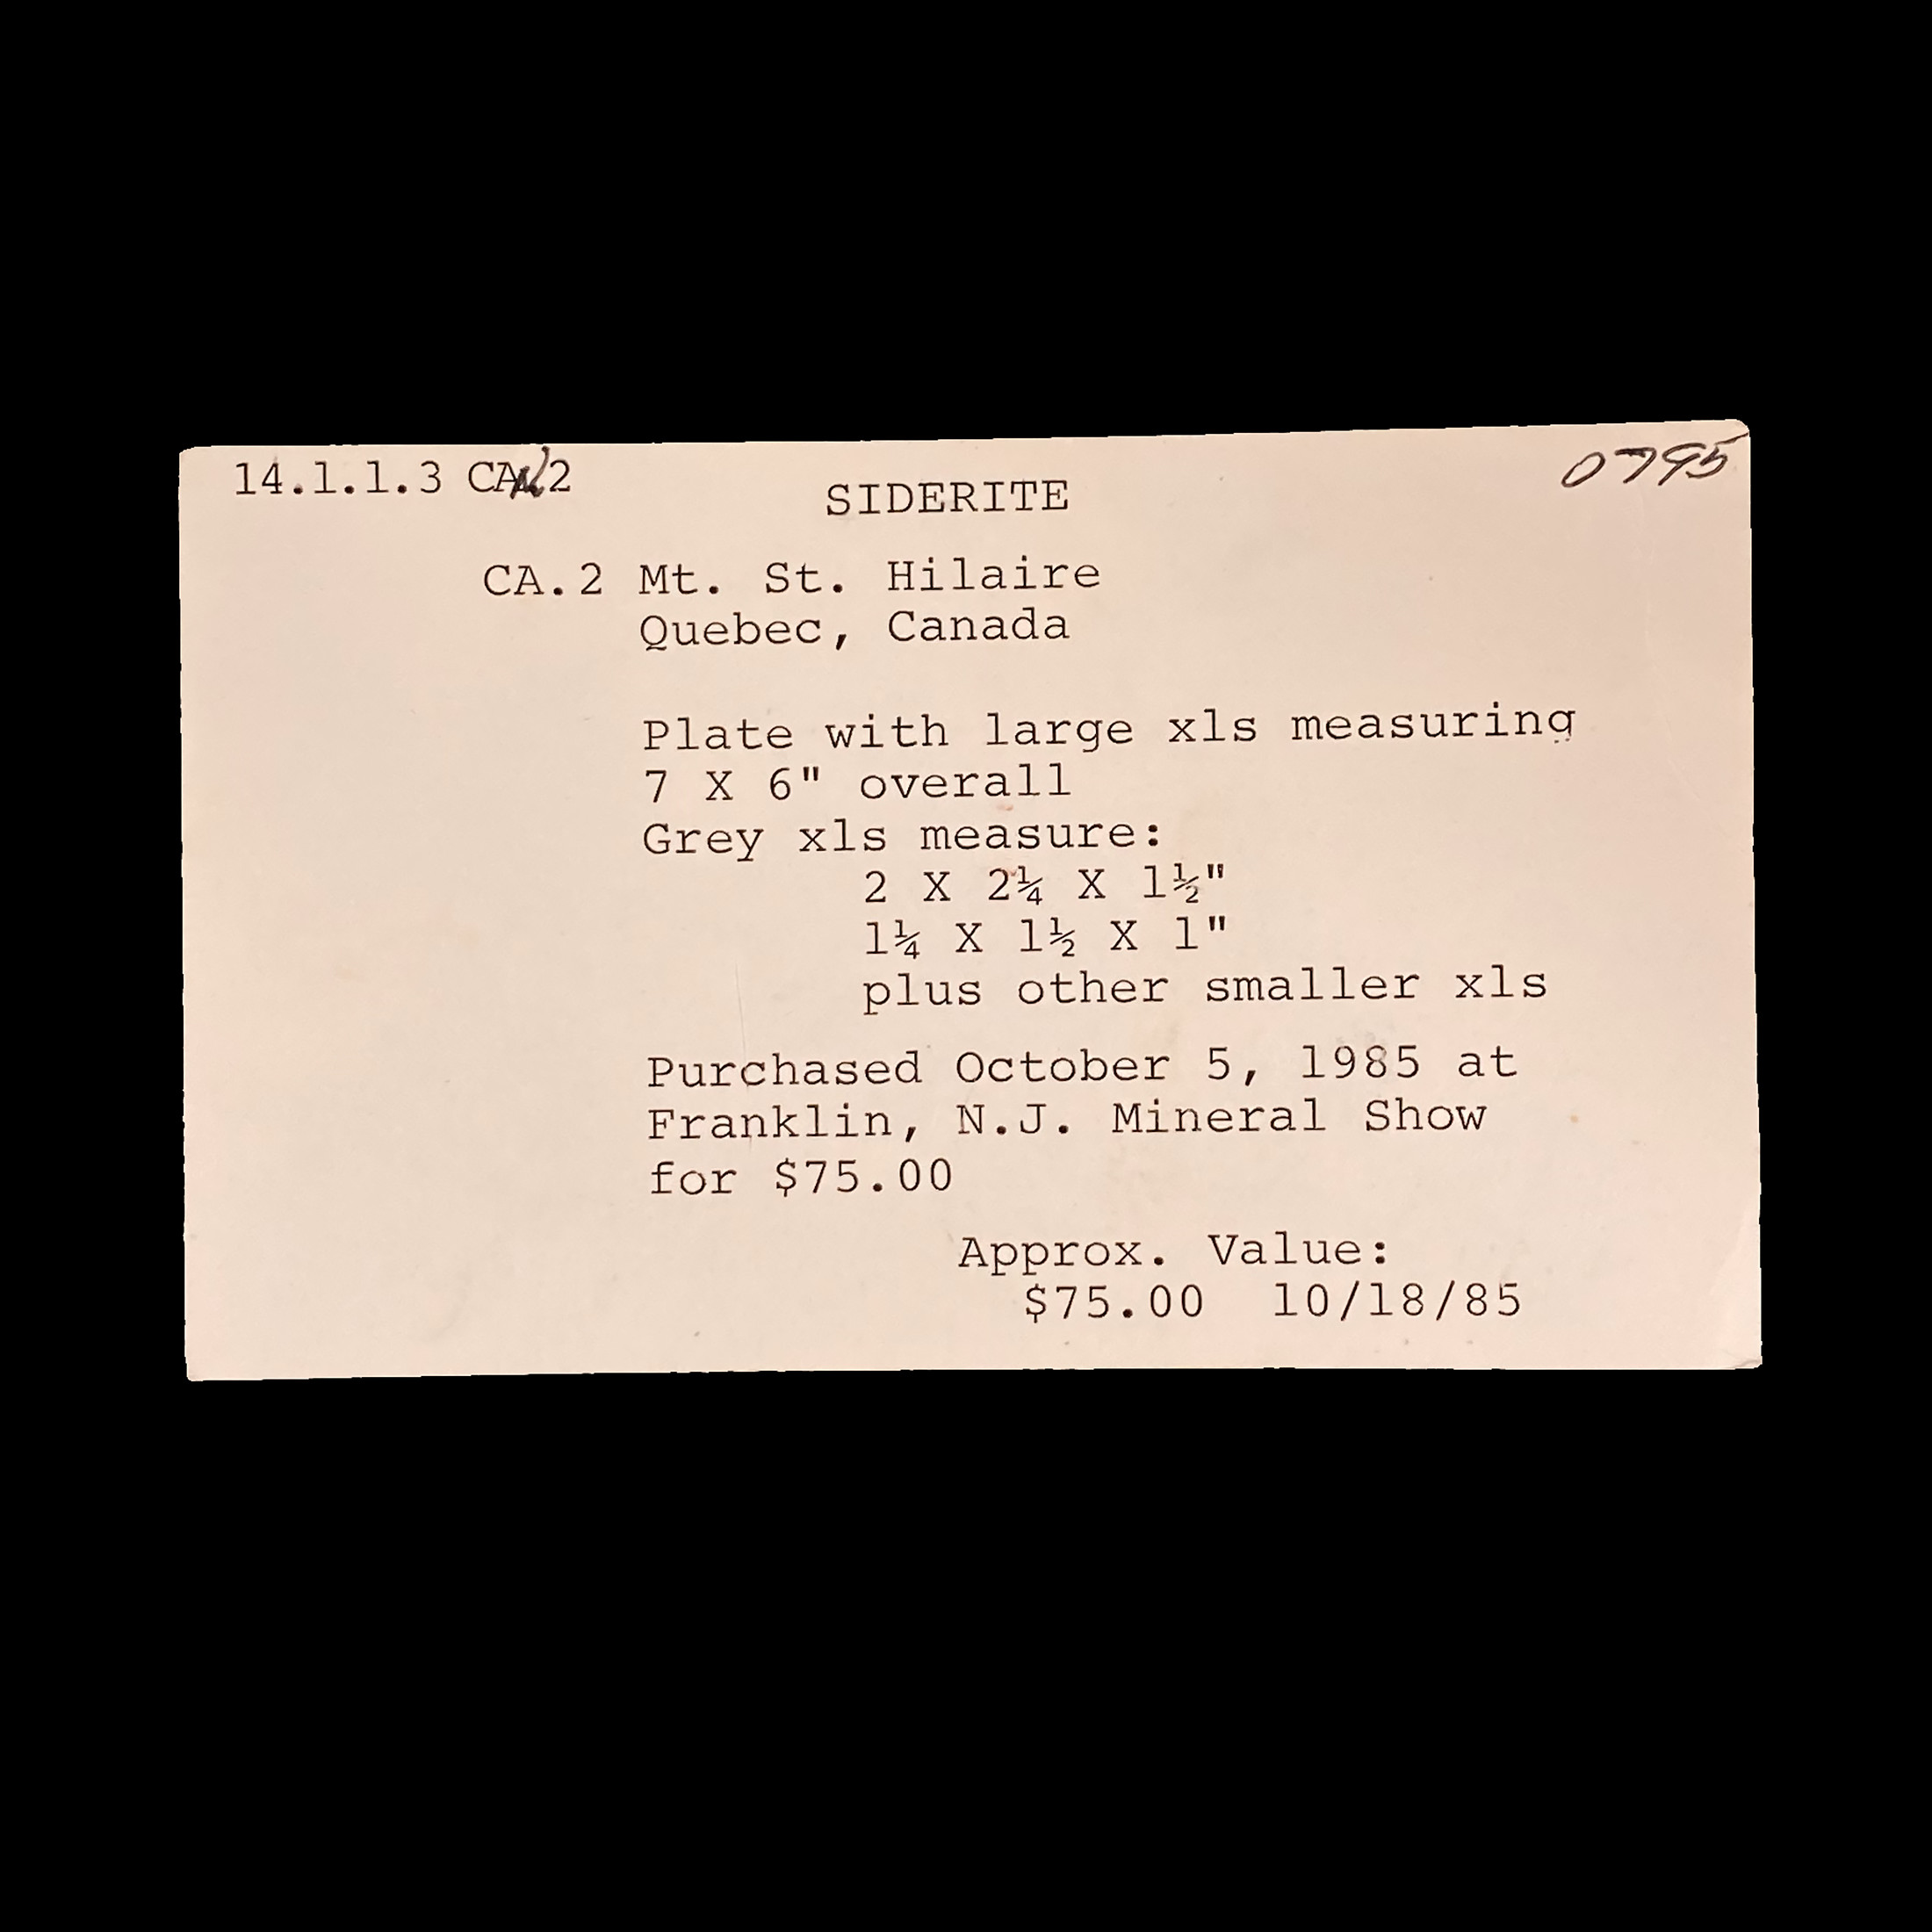 14.1.1.3 CAN2
0795
SIDERITE
CA.2 Mt. St. Hilaire
Quebec, Canada
Plate with large xls measuring
7 X 6" overall
Grey xls measure:
2 X 2¼ X 1½"
1¼ X 1½ X 1"
plus other smaller xls
Purchased October 5, 1985 at
Franklin, N.J. Mineral Show
for $75.00
Approx. Value:
$75.00 10/18/85